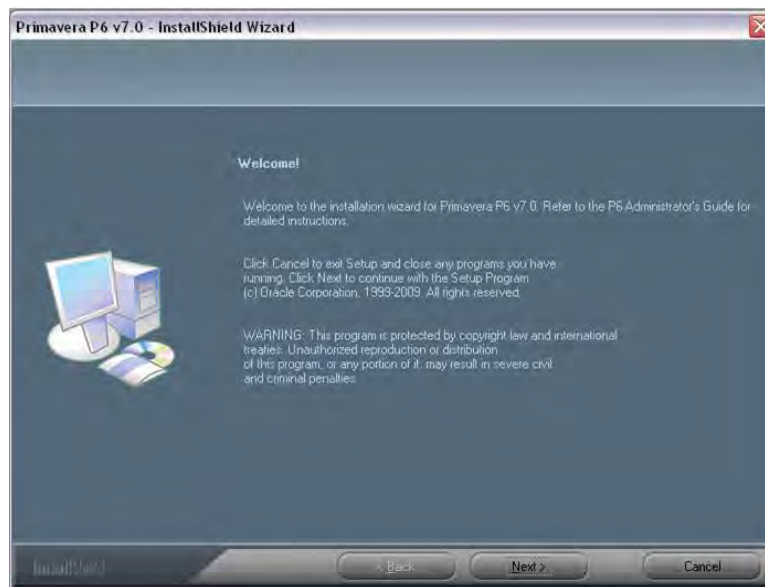 Primavera P6 v7.0 - InstallShield Wizard
Welcome!
Welcome to the installation wizard for Primavera P6 v7.0. Refer to the P6 Administrator's Guide for
detailed instructions.
Click Cancel to exit Setup and close any programs you have
running. Click Next to continue with the Setup Program
(c) Oracle Corporation, 1999-2009. All rights reserved.
WARNING: This program is protected by copyright law and international
treaties. Unauthorized reproduction or distribution
of this program, or any portion of it, may result in severe civil
and criminal penalties
InstallShield
< Back
Next >
Cancel